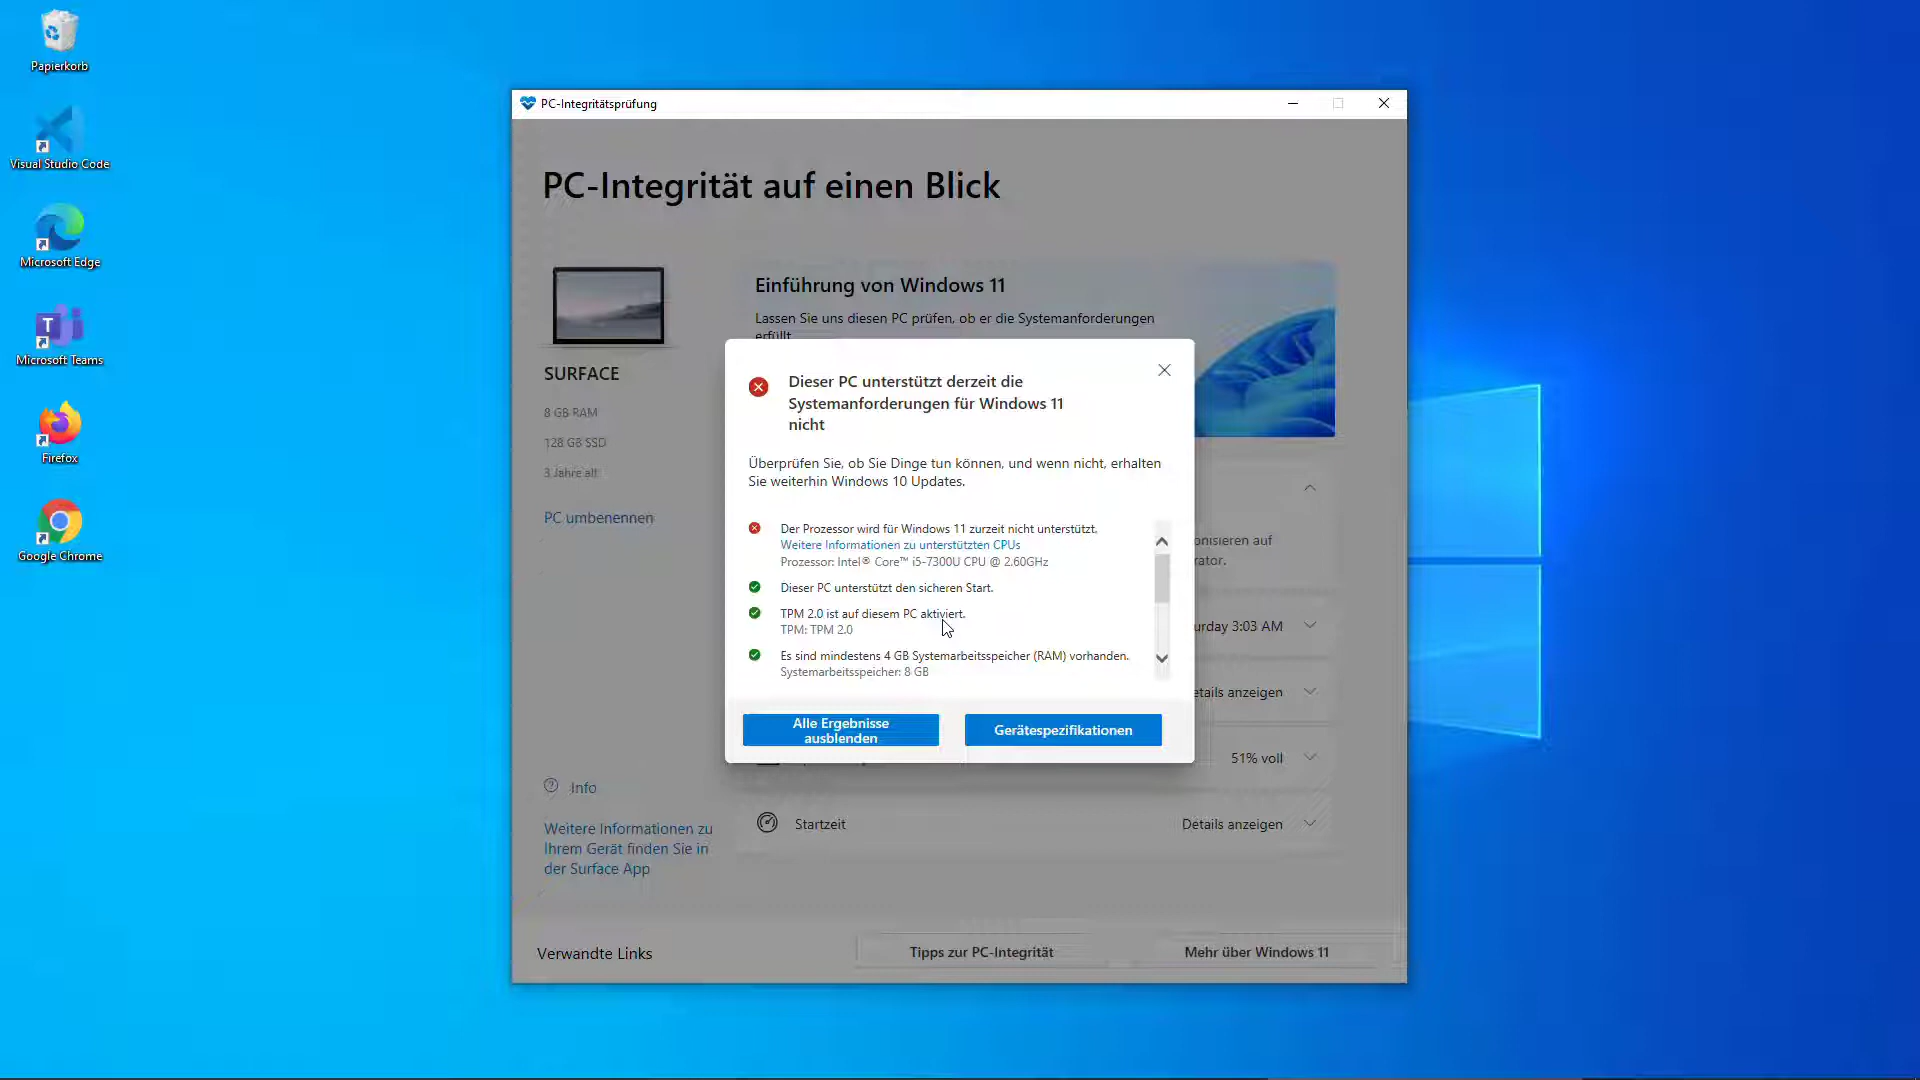 Papierkorb
Visual Studio Code
Microsoft Edge
T
Microsoft Teams
Firefox
Google Chrome
PC-Integritätsprüfung
PC-Integrität auf einen Blick
SURFACE
8 GB RAM
128 GB SSD
3 Jahre alt
PC umbenennen
Info
Weitere Informationen zu
Ihrem Gerät finden Sie in
der Surface App
Einführung von Windows 11
Lassen Sie uns diesen PC prüfen, ob er die Systemanforderungen
erfüllt
Dieser PC unterstützt derzeit die
Systemanforderungen für Windows 11
nicht
Überprüfen Sie, ob Sie Dinge tun können, und wenn nicht, erhalten
Sie weiterhin Windows 10 Updates.
Der Prozessor wird für Windows 11 zurzeit nicht unterstützt.
Weitere Informationen zu unterstützten CPUs
Prozessor: Intel® Core™ i5-7300U CPU @ 2.60GHz
Dieser PC unterstützt den sicheren Start.
TPM 2.0 ist auf diesem PC aktiviert.
TPM: TPM 2.0
Es sind mindestens 4 GB Systemarbeitsspeicher (RAM) vorhanden.
Systemarbeitsspeicher: 8 GB
Alle Ergebnisse
ausblenden
Gerätespezifikationen
onisieren auf
rator.
urday 3:03 AM
etails anzeigen
51% voll
Startzeit
Details anzeigen
Verwandte Links
Tipps zur PC-Integrität
Mehr über Windows 11